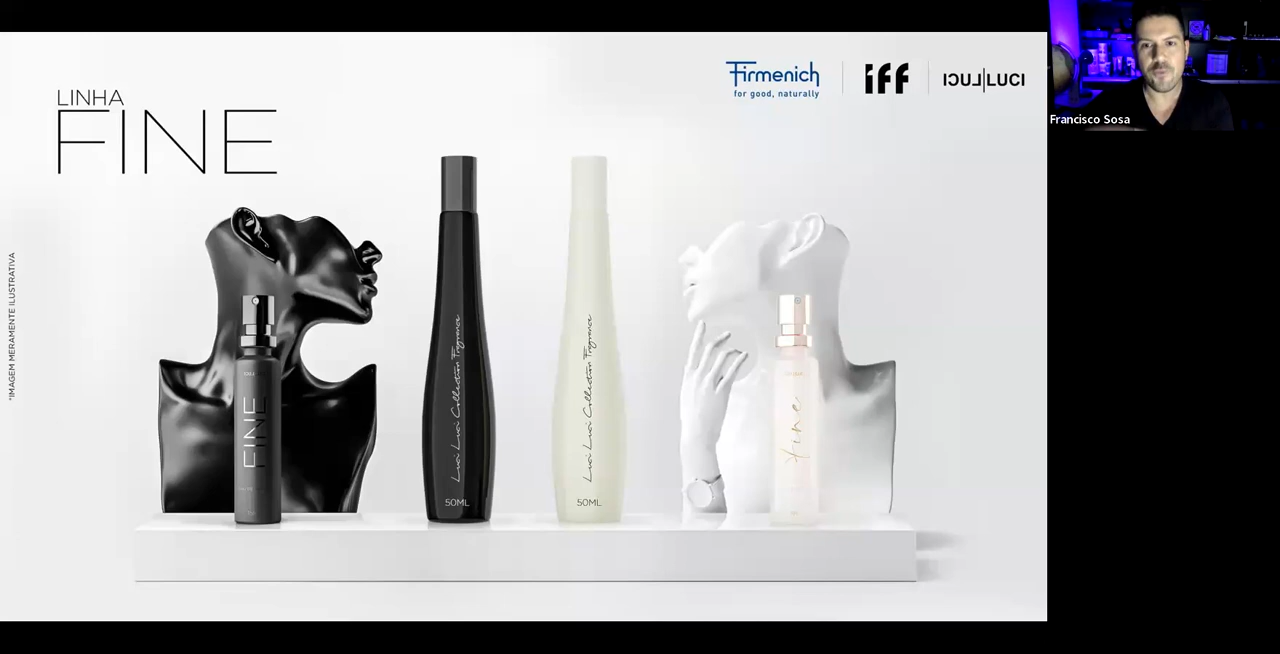 LINHA
FINE
Firmenich
for good, naturally
iff
LUCI|LUCI
Francisco Sosa
*IMAGEM MERAMENTE ILUSTRATIVA
FINE
Luci Luci Collection Fragrance
50ML
Luci Luci Collection Fragrance
50ML
Fine